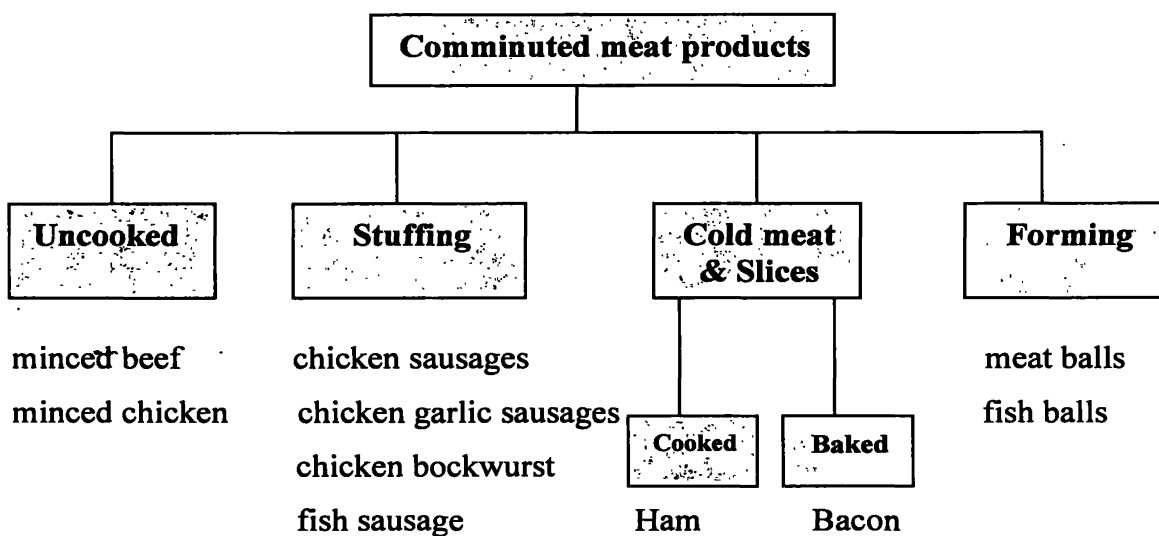 Comminuted meat products
Uncooked
Stuffing
Cold meat
& Slices
Forming
minced beef
minced chicken
chicken sausages
chicken garlic sausages
chicken bockwurst
fish sausage
Cooked
Baked
Ham
Bacon
meat balls
fish balls